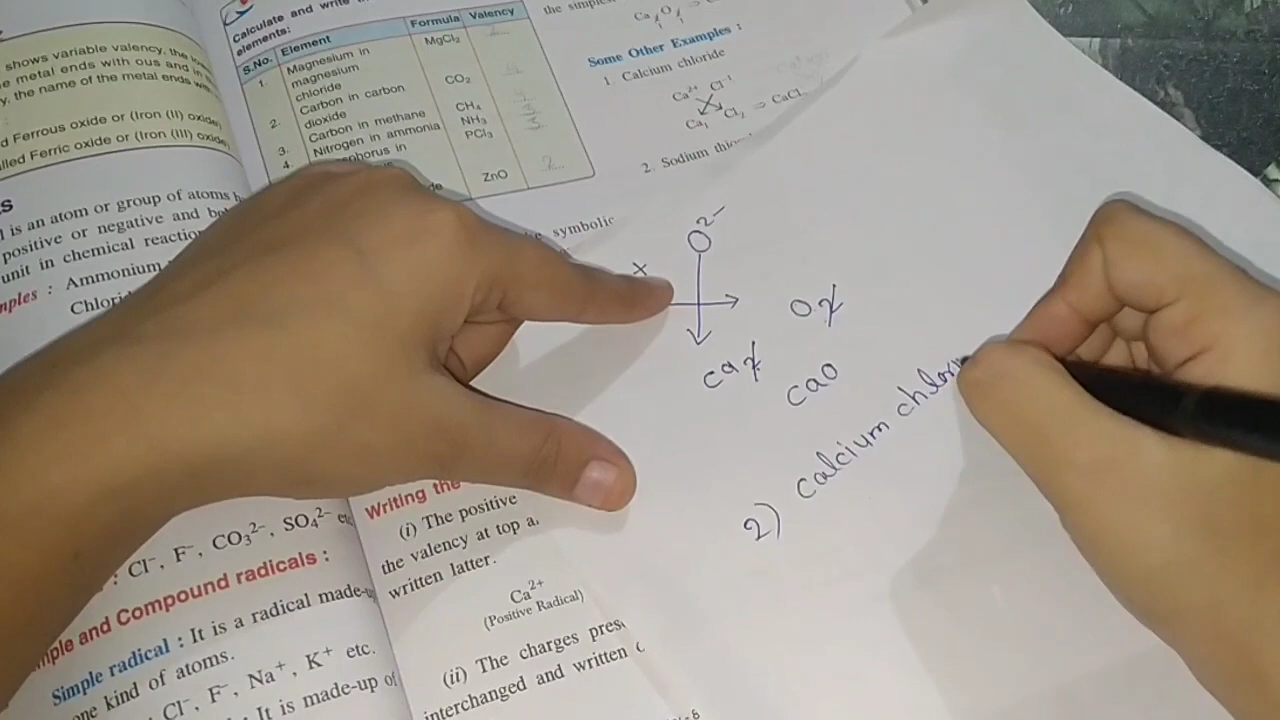 shows variable valency, the
metal ends with ous and in
the name of the metal ends
Ferrous oxide or (Iron (II) oxide
Ferric oxide or (Iron (III) oxide
is an atom or group of atoms
positive or negative and
unit in chemical
: Ammonium
Calculate and write
elements:
S.No. Element Formula Valency
1. Magnesium in magnesium chloride MgCl2
2. Carbon in carbon dioxide CO2
3. Carbon in methane CH4
4 Nitrogen in ammonia NH3 3
in PCl3 3
ZnO 2
the
Ca1O1
Some Other Examples :
1. Calcium chloride
Ca2+ Cl-1
Ca1 Cl2 ⇒ CaCl
2. Sodium
symbolic
x O2-
O2
Ca2
CaO
2) calcium chlori
: Cl−, F−, CO32−, SO42−
and Compound radicals :
Simple radical : It is a radical
kind of atoms.
Cl−, F−, Na+, K+ etc.
It is made-up of
Writing the
(i) The positive
the valency at top
written latter.
Ca2+
(Positive Radical)
(ii) The charges
interchanged and written